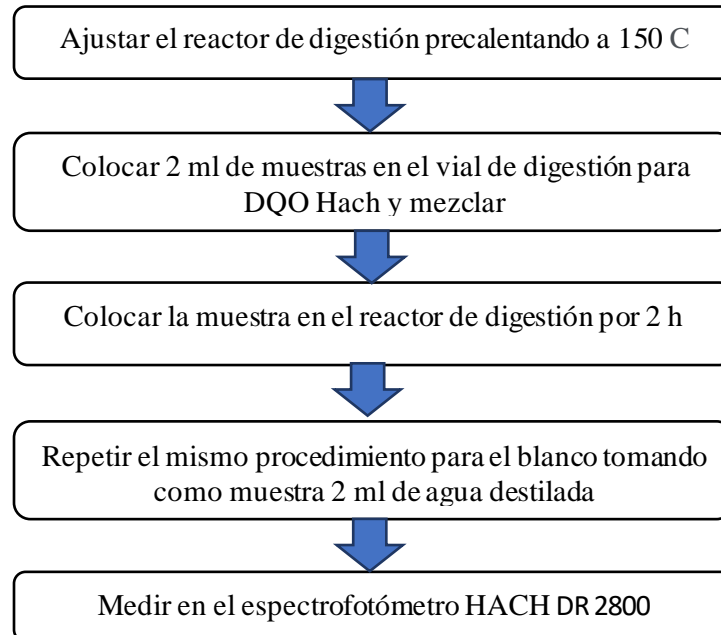 Ajustar el reactor de digestión precalentando a 150 C
Colocar 2 ml de muestras en el vial de digestión para
DQO Hach y mezclar
Colocar la muestra en el reactor de digestión por 2 h
Repetir el mismo procedimiento para el blanco tomando
como muestra 2 ml de agua destilada
Medir en el espectrofotómetro HACH DR 2800